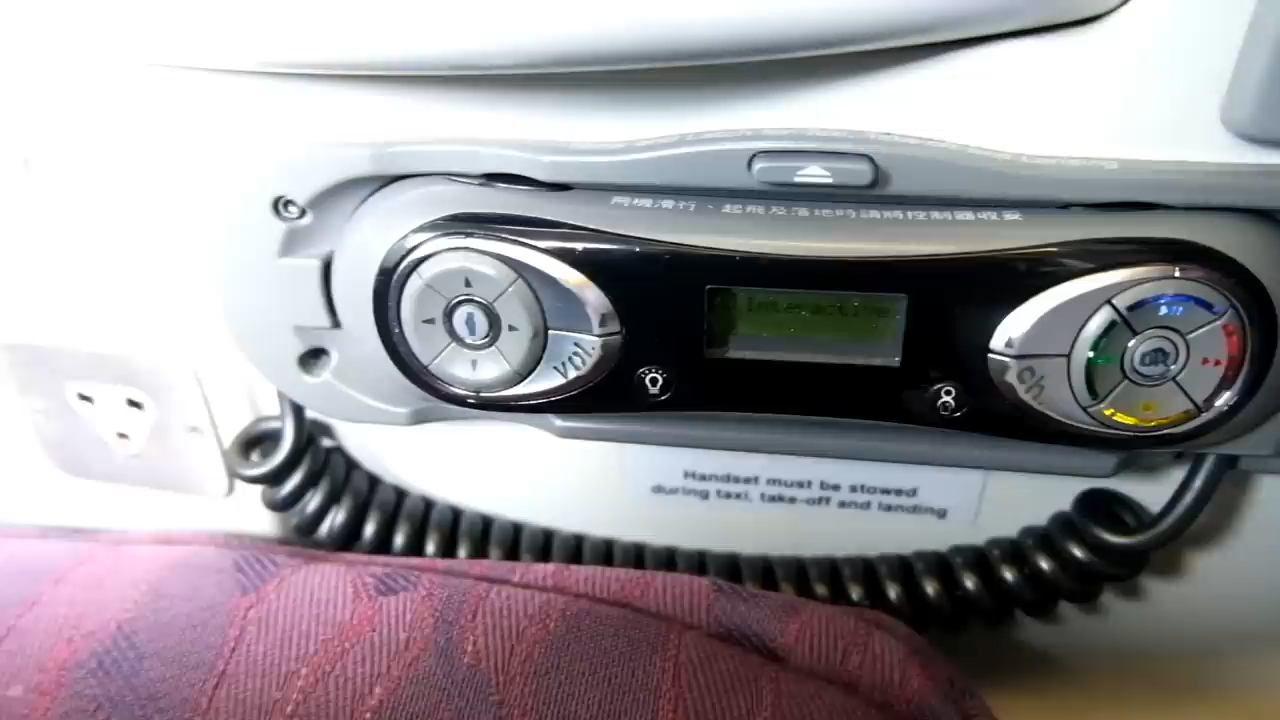 飛機滑行、起飛及落地時請將控制器收妥
Interactive
VOL.
Ch.
Handset must be stowed
during taxi, take-off and landing